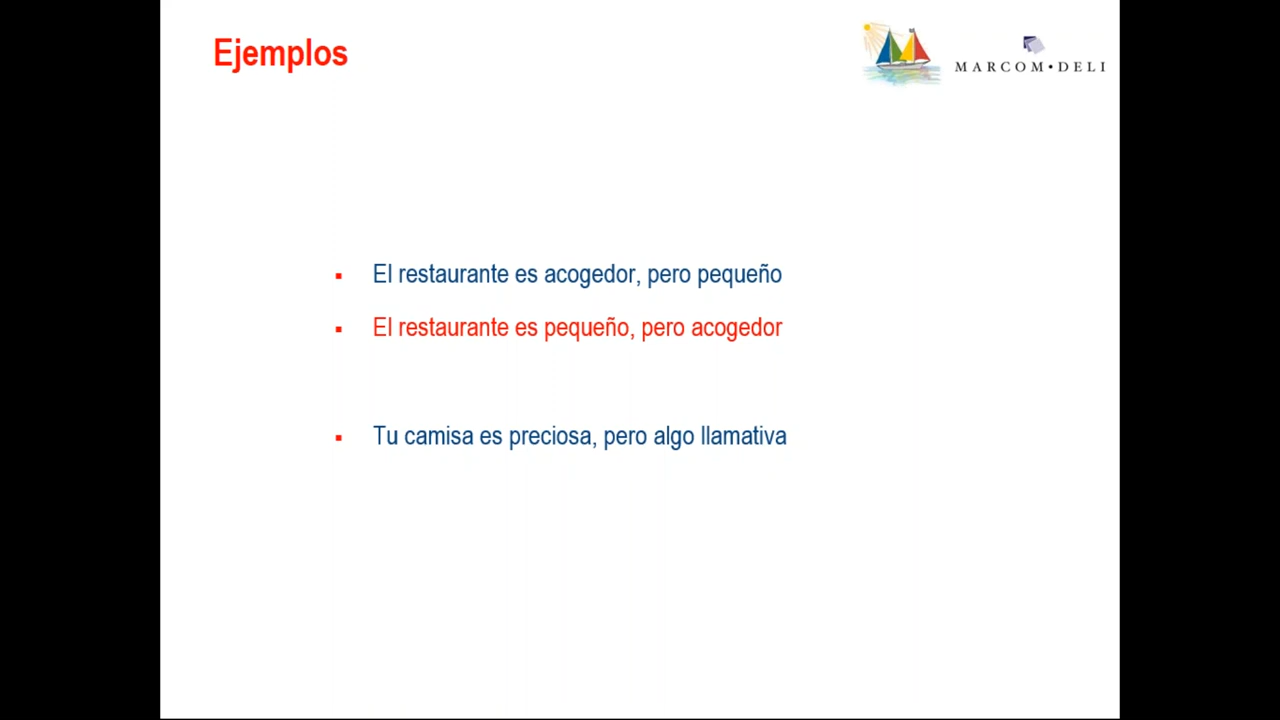 Ejemplos
MARCOM•DELI
El restaurante es acogedor, pero pequeño
El restaurante es pequeño, pero acogedor
Tu camisa es preciosa, pero algo llamativa